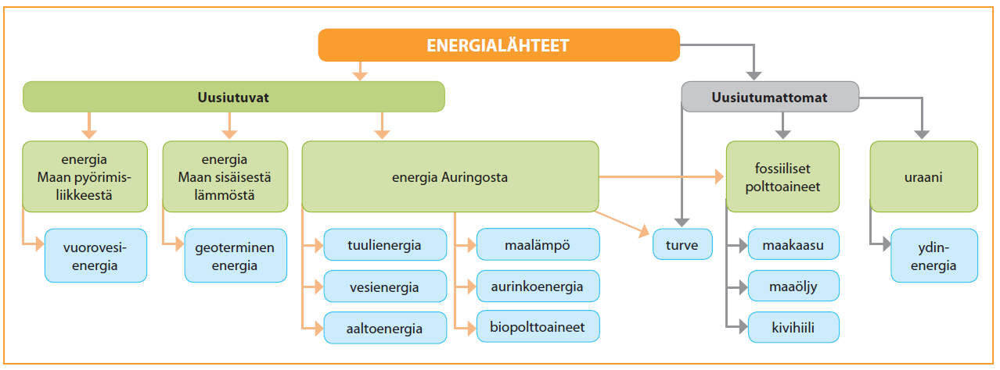 ENERGIALÄHTEET
Uusiutuvat
Uusiutumattomat
energia
Maan pyörimis-
liikkeestä
energia
Maan sisäisestä
lämmöstä
energia Auringosta
fossiiliset
polttoaineet
uraani
vuorovesi-
energia
geoterminen
energia
tuulienergia
vesienergia
aaltoenergia
maalämpö
aurinkoenergia
biopolttoaineet
turve
maakaasu
maaöljy
kivihiili
ydin-
energia